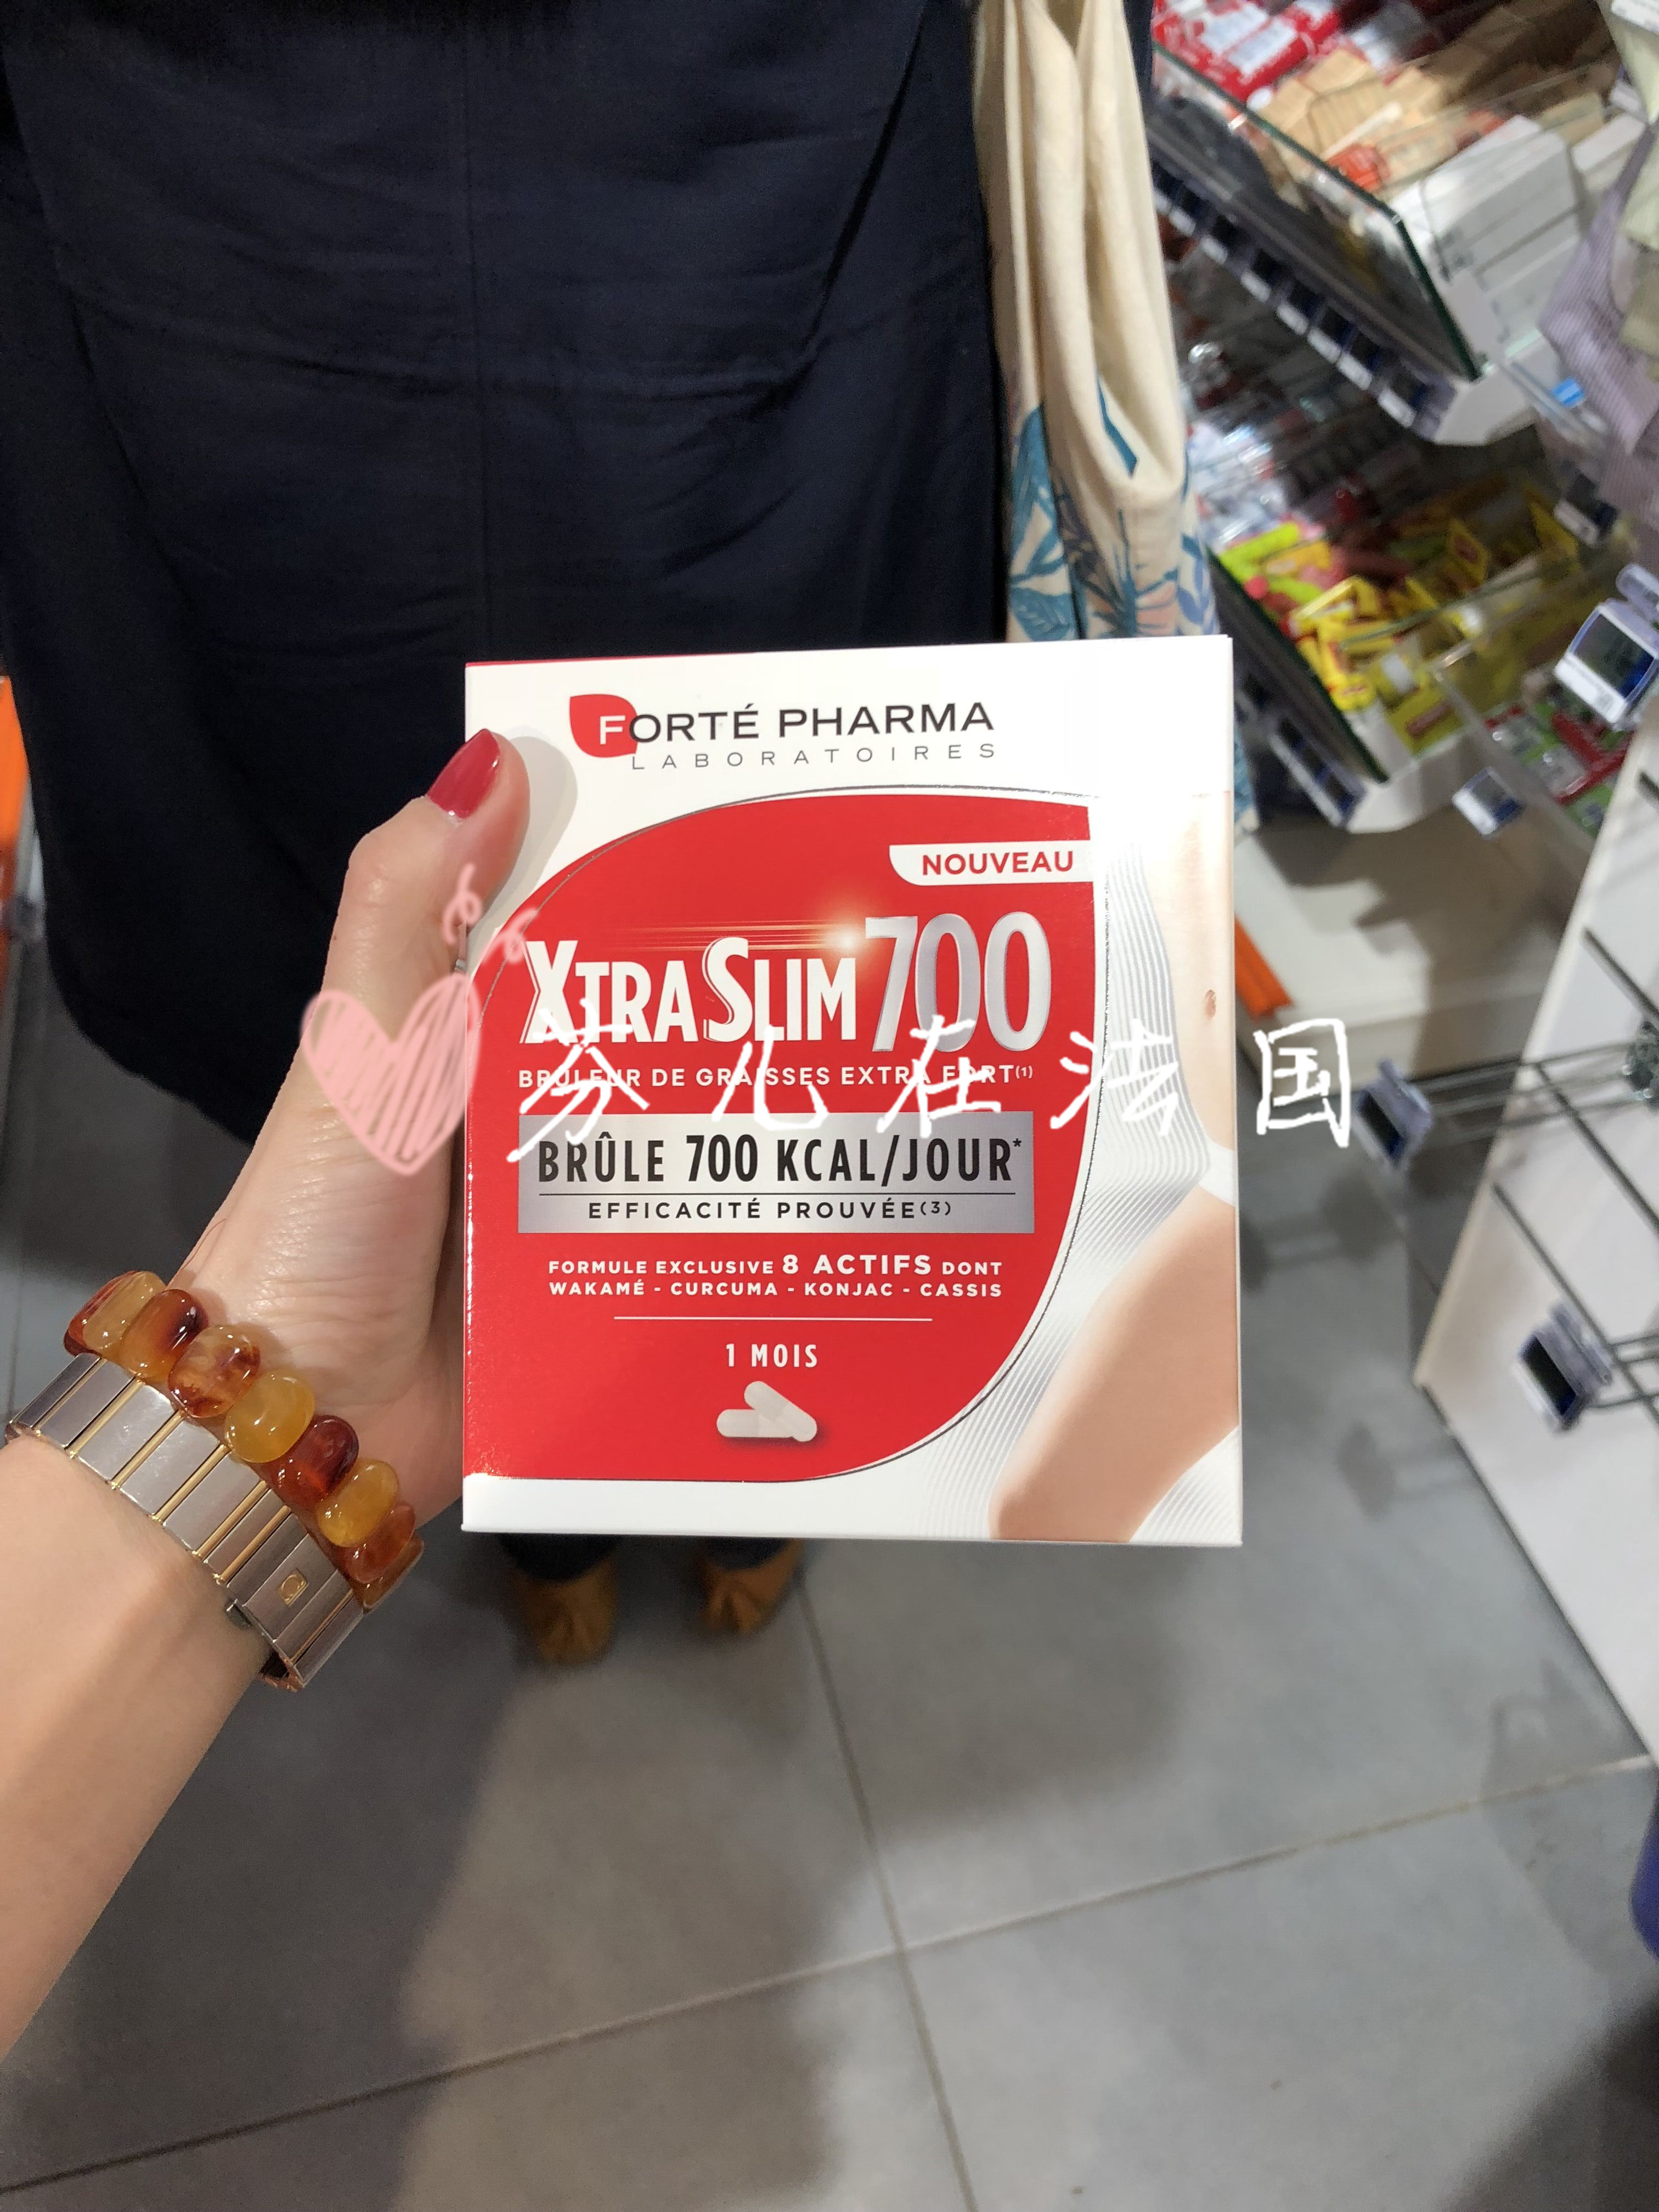 FORTÉ PHARMA
LABORATOIRES
NOUVEAU
XTRASLIM 700
BRÛLEUR DE GRAISSES EXTRA FORT(1)
芬儿在法国
BRÛLE 700 KCAL/JOUR*
EFFICACITÉ PROUVÉE(3)
FORMULE EXCLUSIVE 8 ACTIFS DONT
WAKAMÉ - CURCUMA - KONJAC - CASSIS
1 MOIS